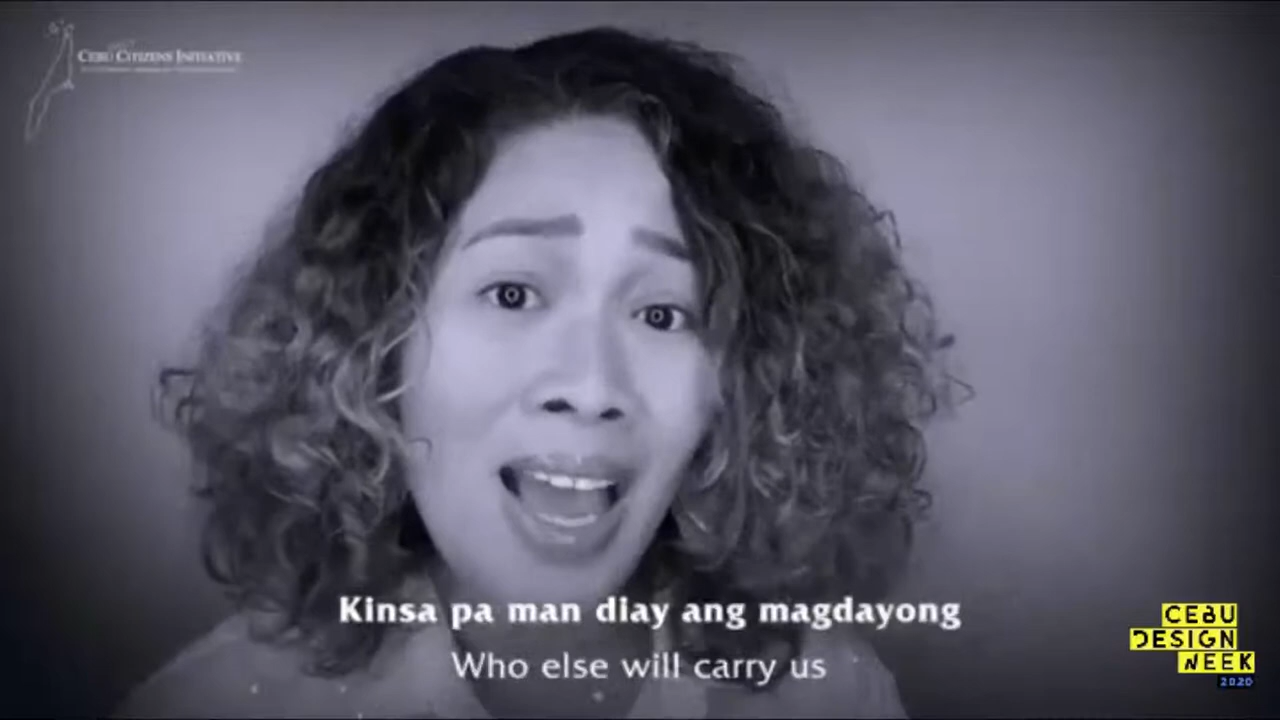 CEBU CITIZENS INITIATIVE
Kinsa pa man diay ang magdayong
Who else will carry us
CEBU
DESIGN
WEEK
2020